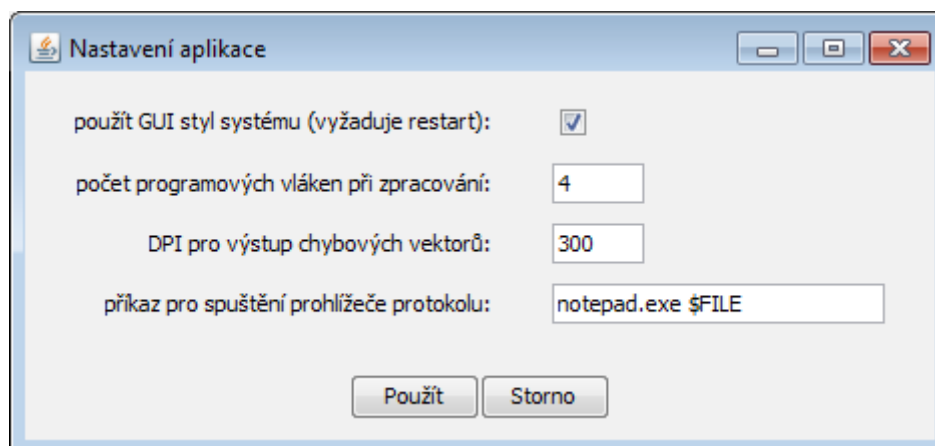 Nastavení aplikace
použít GUI styl systému (vyžaduje restart):
počet programových vláken při zpracování: 4
DPI pro výstup chybových vektorů: 300
příkaz pro spuštění prohlížeče protokolu: notepad.exe $FILE
Použít Storno